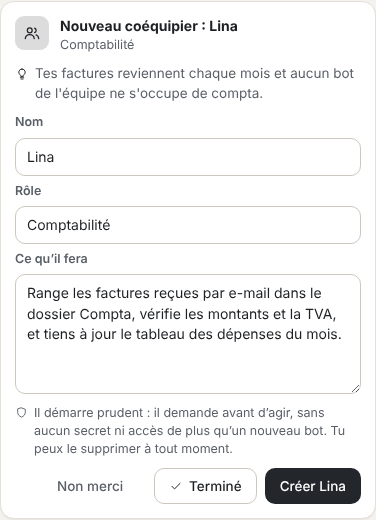 Nouveau coéquipier : Lina
Comptabilité
Tes factures reviennent chaque mois et aucun bot
de l'équipe ne s'occupe de compta.
Nom
Lina
Rôle
Comptabilité
Ce qu’il fera
Range les factures reçues par e-mail dans le
dossier Compta, vérifie les montants et la TVA,
et tiens à jour le tableau des dépenses du mois.
Il démarre prudent : il demande avant d’agir, sans
aucun secret ni accès de plus qu’un nouveau bot. Tu
peux le supprimer à tout moment.
Non merci
Terminé
Créer Lina